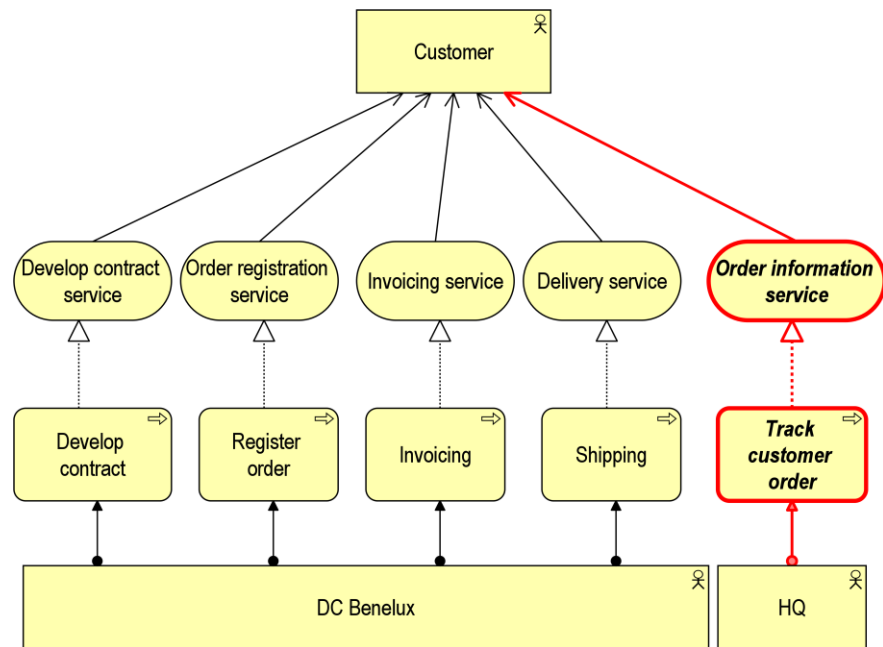 Customer
Develop contract
service
Order registration
service
Invoicing service
Delivery service
Order information
service
Develop
contract
Register
order
Invoicing
Shipping
Track
customer
order
DC Benelux
HQ